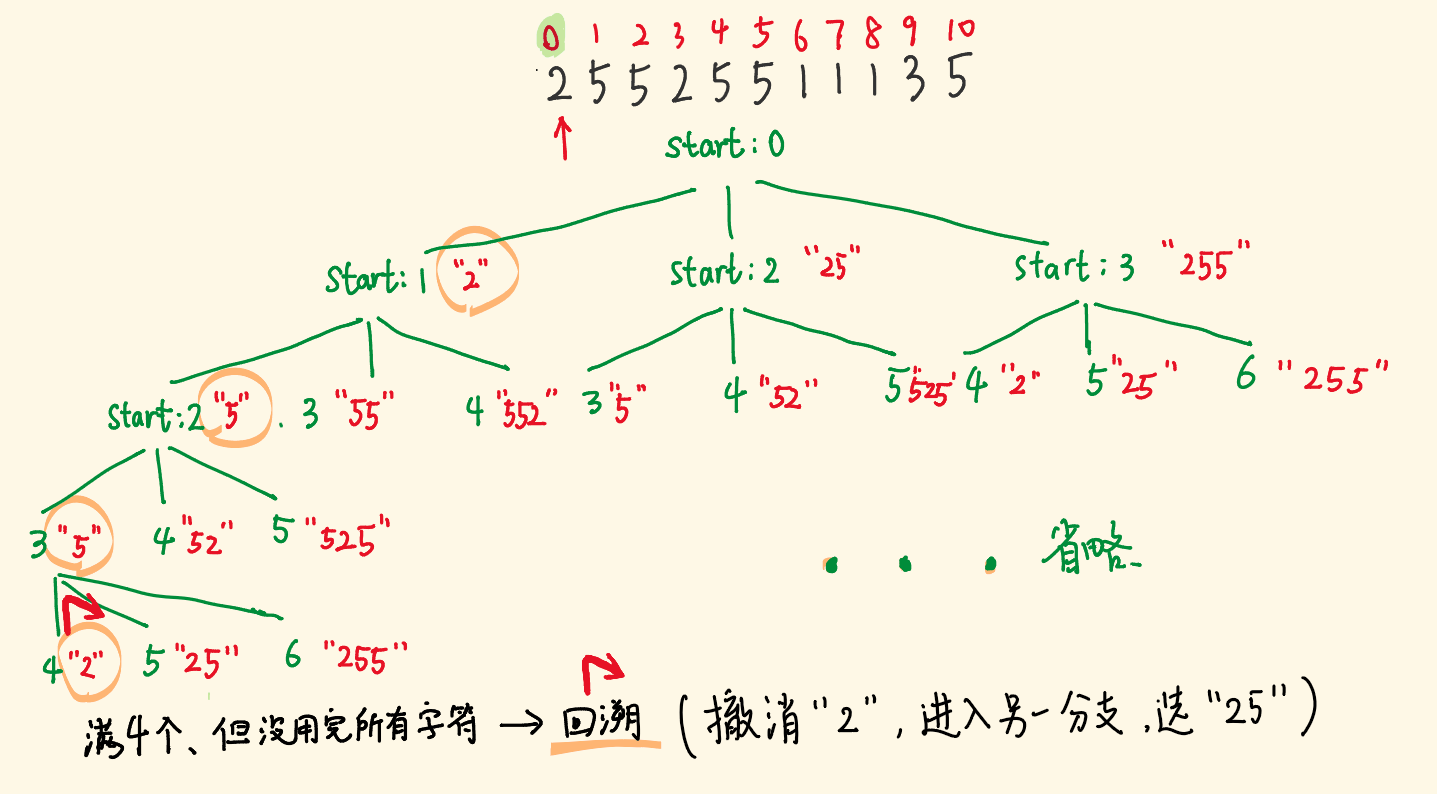 0 1 2 3 4 5 6 7 8 9 10
2 5 5 2 5 5 1 1 1 3 5
start:0
start:1 "2" start:2 "25" start:3 "255"
start:2 "5" . 3 "55" 4 "552" 3 "5" 4 "52" 5 "525" 4 "2" 5 "25" 6 "255"
3 "5" 4 "52" 5 "525"
省略
4 "2" 5 "25" 6 "255"
满4个、但没用完所有字符 → 回溯 (撤消"2", 进入另一分支,选"25")